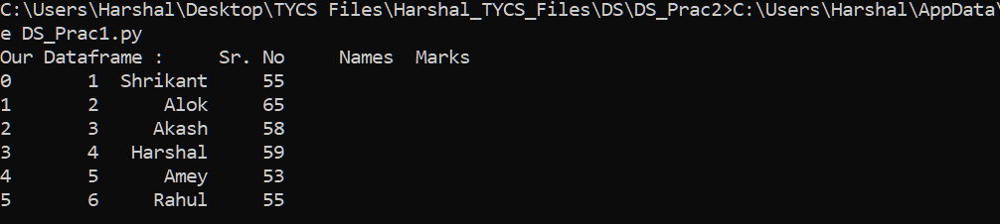 C:\Users\Harshal\Desktop\TYCS Files\Harshal_TYCS_Files\DS\DS_Prac2>C:\Users\Harshal\AppData\
e DS_Prac1.py
Our Dataframe :     Sr. No     Names  Marks
0       1  Shrikant     55
1       2      Alok     65
2       3     Akash     58
3       4   Harshal     59
4       5      Amey     53
5       6     Rahul     55